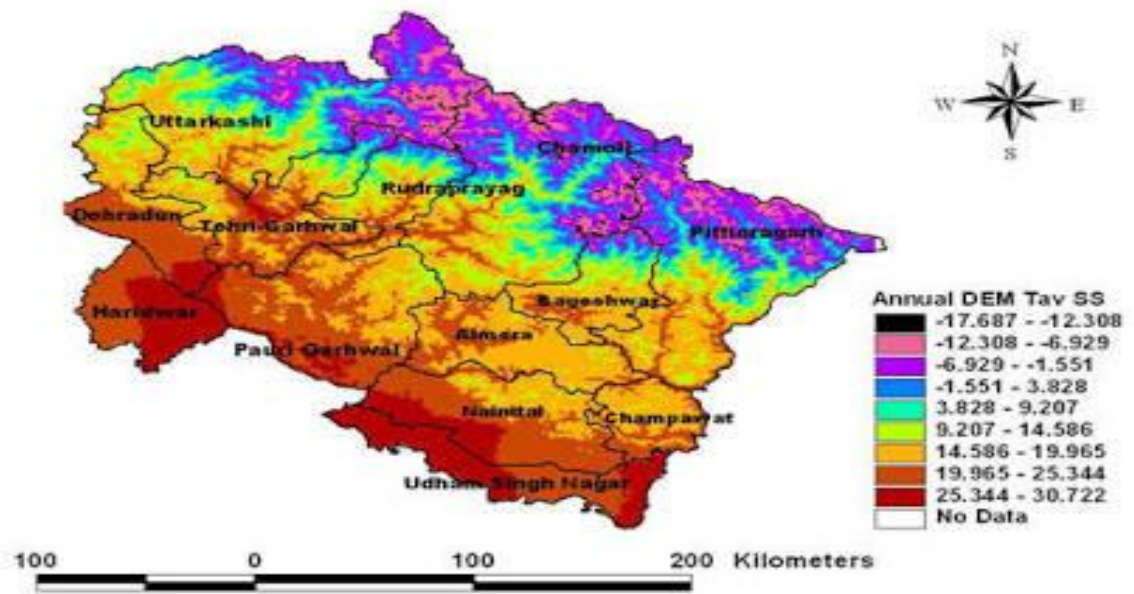 N
W E
S
Uttarkashi
Chamoli
Rudraprayag
Dehradun
Tehri-Garhwal
Pittioragarh
Bageshwar
Haridwar
Almora
Pauri Garhwal
Nainital
Champawat
Udham Singh Nagar
Annual DEM Tav SS
-17.687 - -12.308
-12.308 - -6.929
-6.929 - -1.551
-1.551 - 3.828
3.828 - 9.207
9.207 - 14.586
14.586 - 19.965
19.965 - 25.344
25.344 - 30.722
No Data
100 0 100 200 Kilometers